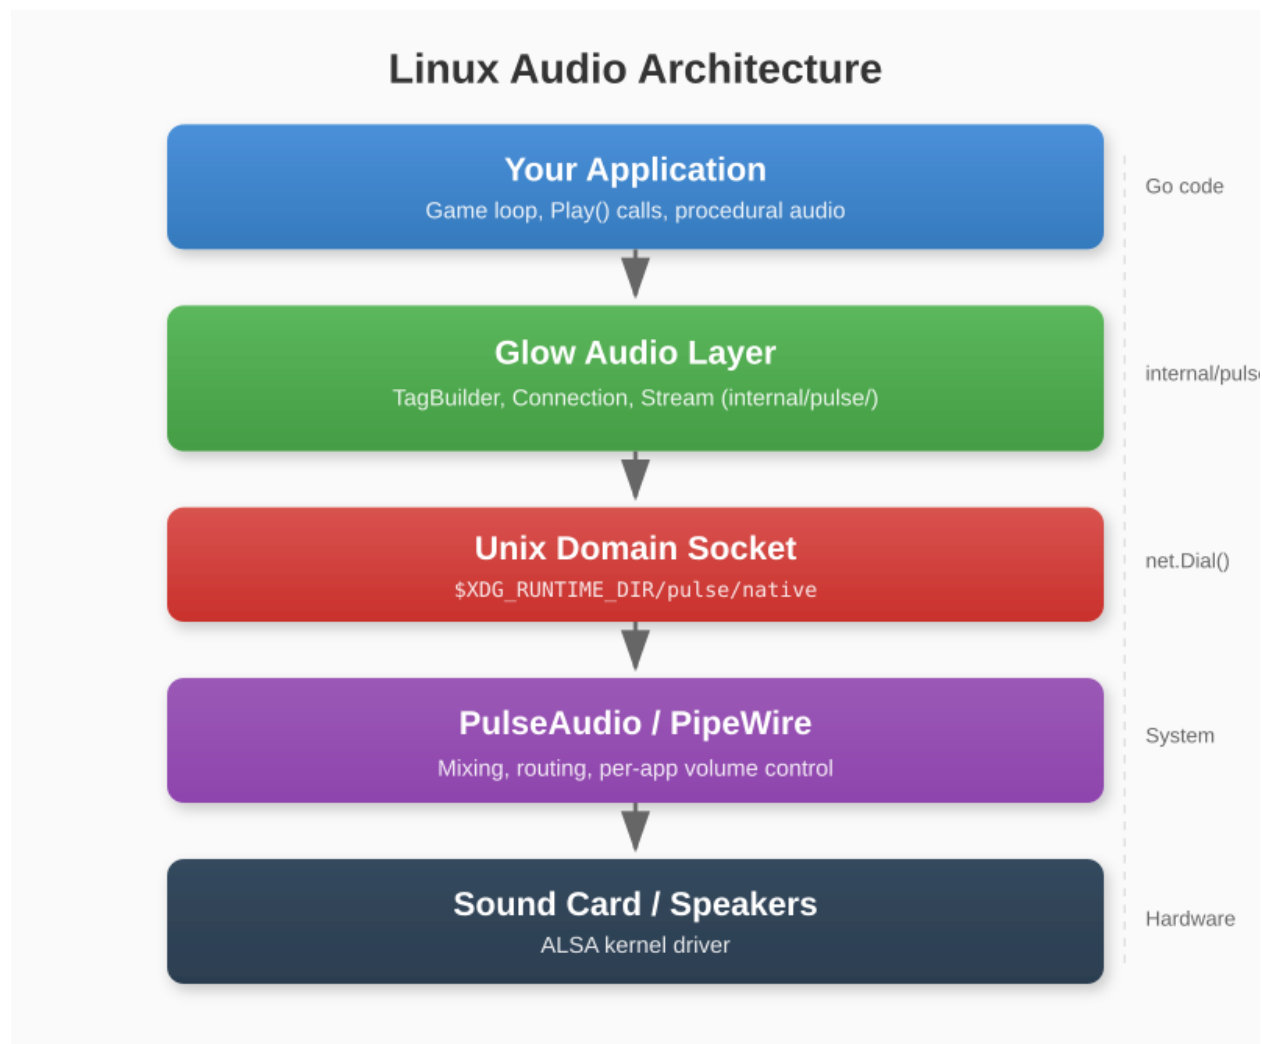 Linux Audio Architecture
Your Application
Game loop, Play() calls, procedural audio
Go code
Glow Audio Layer
TagBuilder, Connection, Stream (internal/pulse/)
internal/puls
Unix Domain Socket
$XDG_RUNTIME_DIR/pulse/native
net.Dial()
PulseAudio / PipeWire
Mixing, routing, per-app volume control
System
Sound Card / Speakers
ALSA kernel driver
Hardware